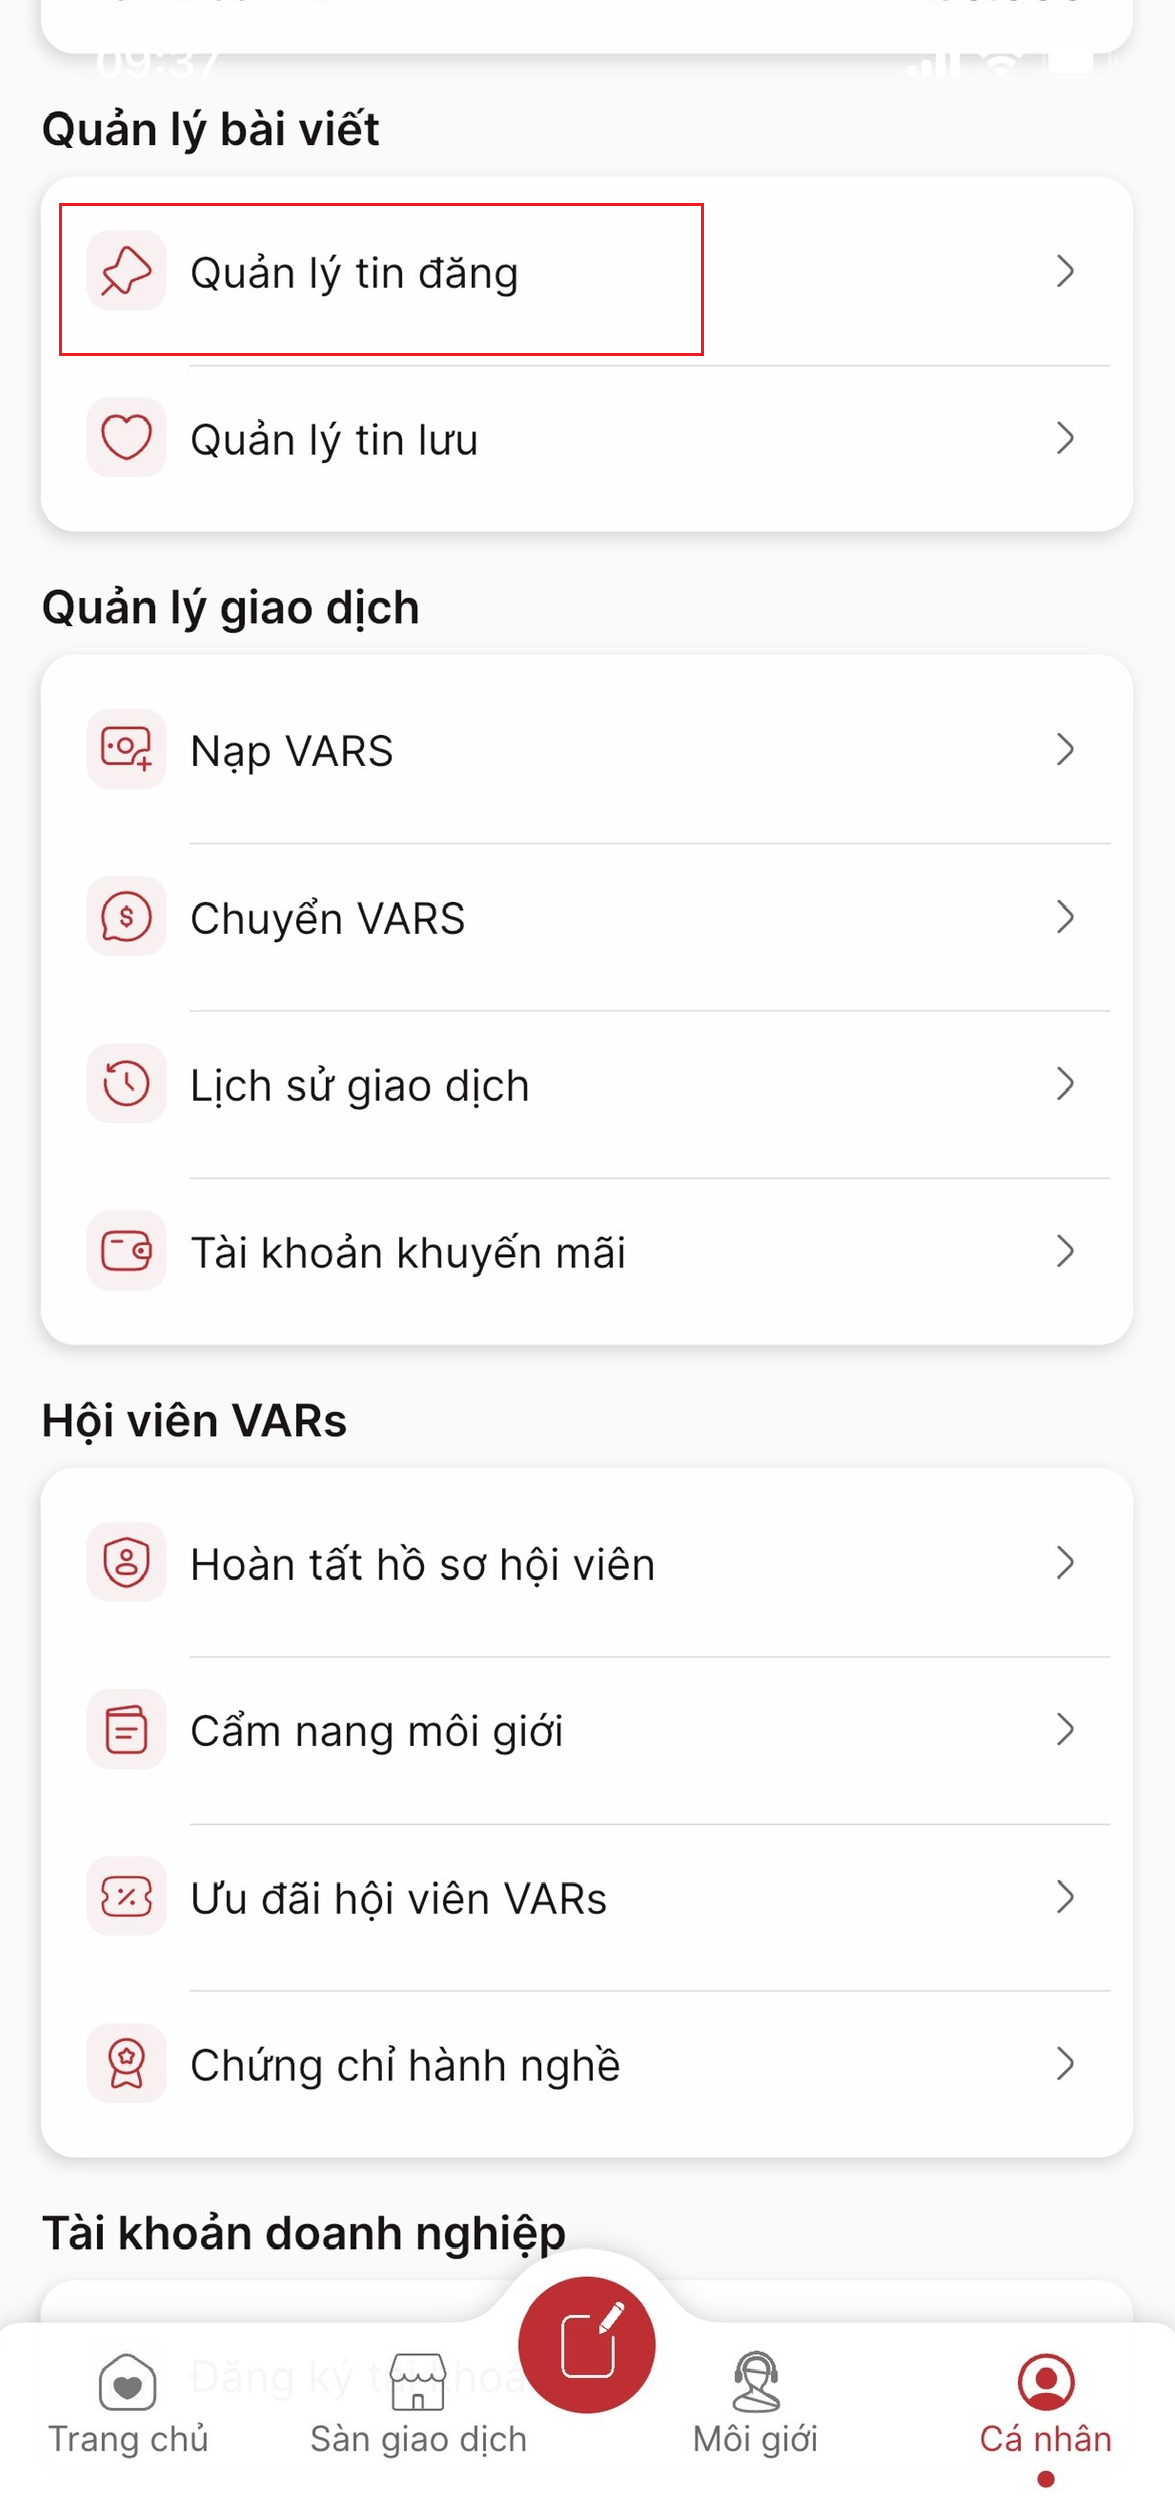 09:37
Quản lý bài viết
Quản lý tin đăng
Quản lý tin lưu
Quản lý giao dịch
Nạp VARS
Chuyển VARS
Lịch sử giao dịch
Tài khoản khuyến mãi
Hội viên VARs
Hoàn tất hồ sơ hội viên
Cẩm nang môi giới
Ưu đãi hội viên VARs
Chứng chỉ hành nghề
Tài khoản doanh nghiệp
Đăng ký
Trang chủ
Sàn giao dịch
Môi giới
Cá nhân